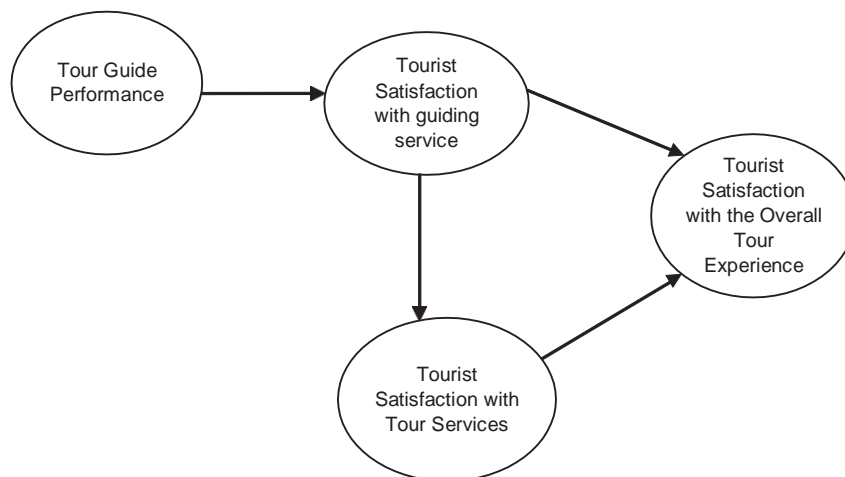 Tour Guide
Performance
Tourist
Satisfaction
with guiding
service
Tourist
Satisfaction
with the Overall
Tour
Experience
Tourist
Satisfaction with
Tour Services